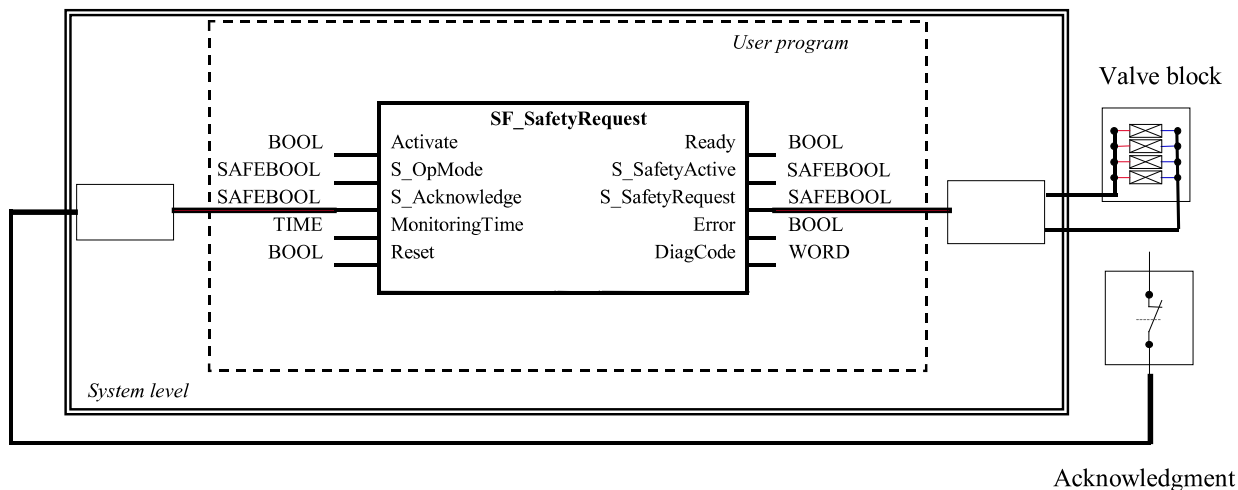 User program
Valve block
SF_SafetyRequest
BOOL Activate Ready BOOL
SAFEBOOL S_OpMode S_SafetyActive SAFEBOOL
SAFEBOOL S_Acknowledge S_SafetyRequest SAFEBOOL
TIME MonitoringTime Error BOOL
BOOL Reset DiagCode WORD
System level
Acknowledgment